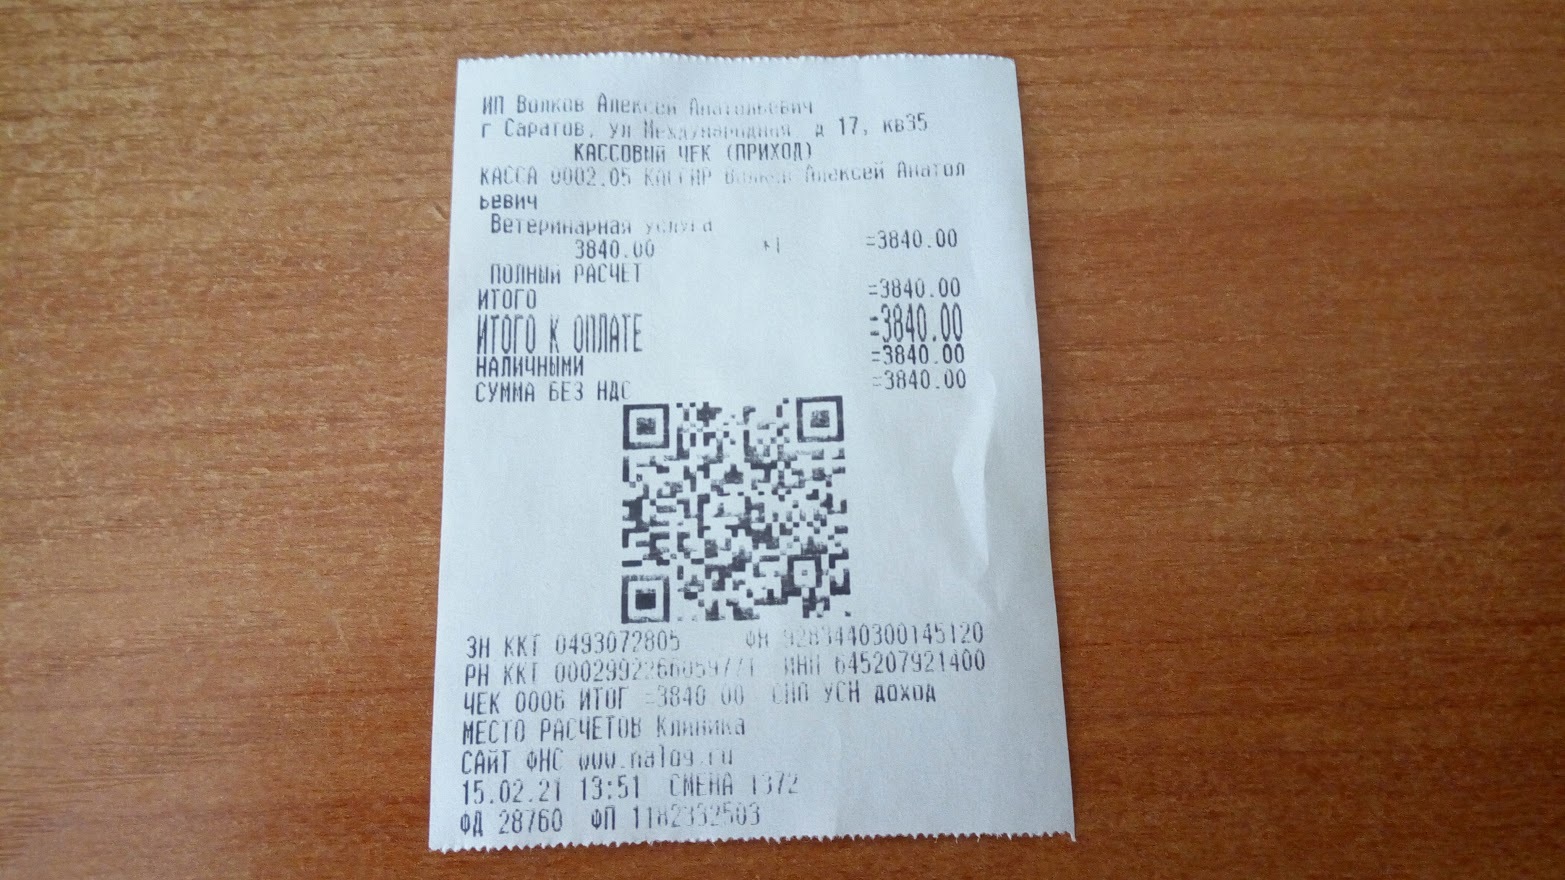 ИП Волков Алексей Анатольевич
г Саратов, ул Международная д 17, кв35
КАССОВЫЙ ЧЕК (ПРИХОД)
КАССА 0002.05 КАССИР Волков Алексей Анатол
ьевич
Ветеринарная услуга
3840.00 *1 =3840.00
ПОЛНЫЙ РАСЧЕТ
ИТОГО =3840.00
ИТОГО К ОПЛАТЕ =3840.00
НАЛИЧНЫМИ =3840.00
СУММА БЕЗ НДС =3840.00
ЗН ККТ 0493072805 ФН
РН ККТ ИНН 645207921400
ЧЕК 0006 ИТОГ =3840.00 СНО УСН доход
МЕСТО РАСЧЕТОВ Клиника
САЙТ ФНС www.nalog.ru
15.02.21 13:51 СМЕНА 1372
ФД 28760 ФП 1182332503